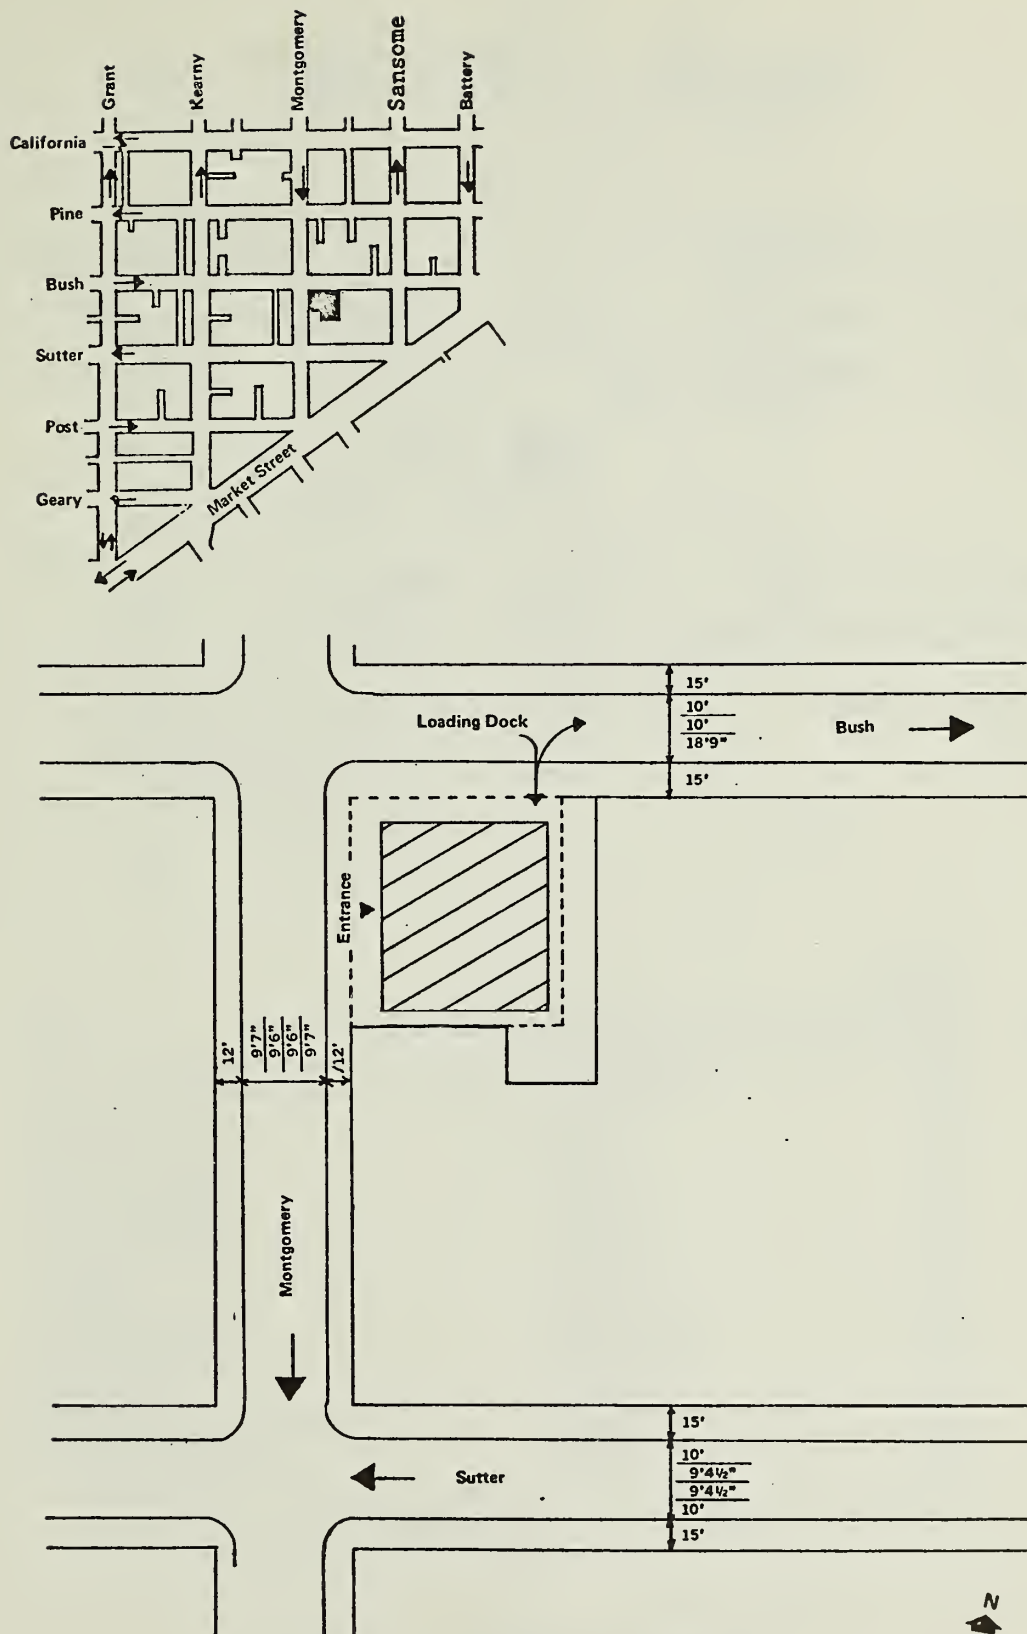 Grant
Kearny
Montgomery
Sansome
Battery
California
Pine
Bush
Sutter
Post
Geary
Market Street
15'
10'
10'
18'9"
15'
Loading Dock
Bush
Entrance
12'
9'7"
9'6"
9'6"
9'7"
12'
Montgomery
15'
10'
9'4½"
9'4½"
10'
15'
Sutter
N